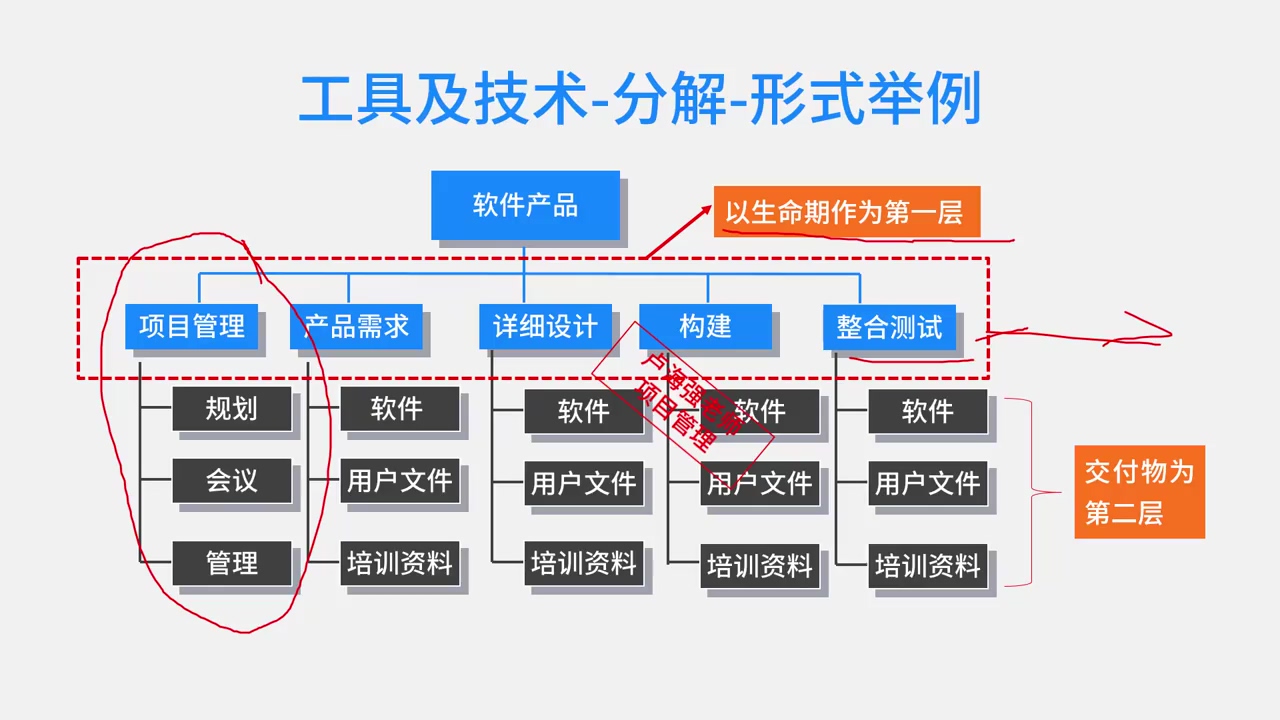 工具及技术-分解-形式举例
软件产品
以生命期作为第一层
项目管理
产品需求
详细设计
构建
整合测试
规划
会议
管理
软件
用户文件
培训资料
软件
用户文件
培训资料
软件
用户文件
培训资料
软件
用户文件
培训资料
交付物为
第二层
卢海强老师
项目管理